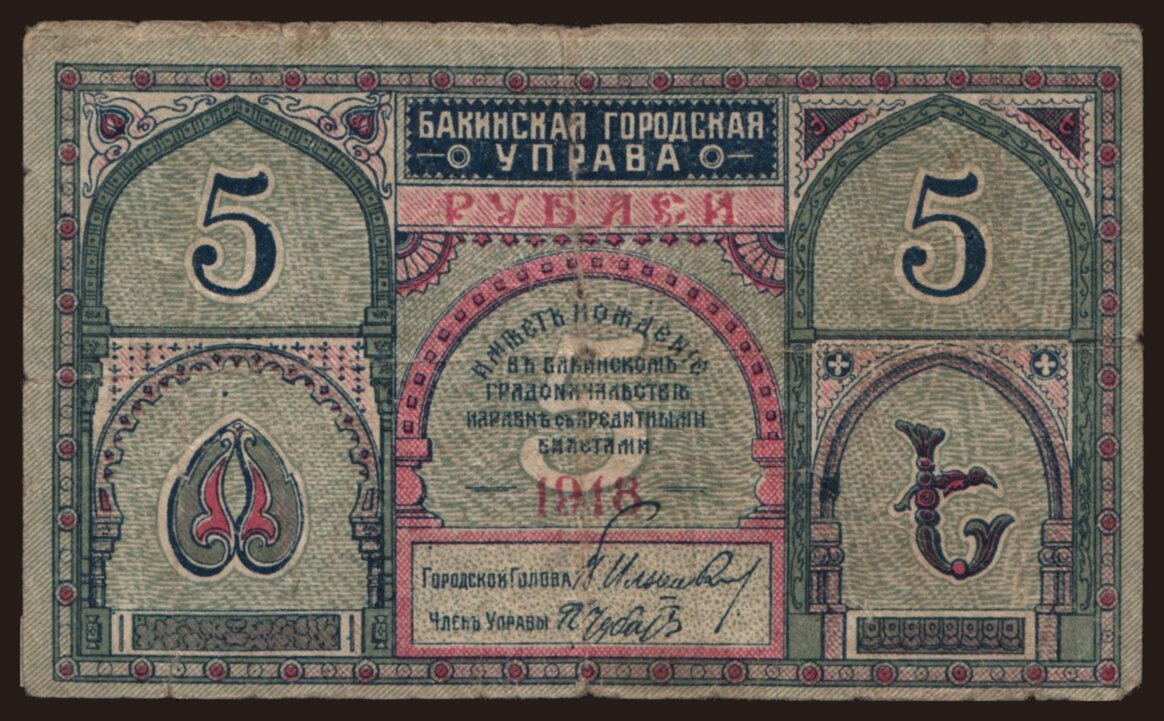 БАКИНСКАЯ ГОРОДСКАЯ
УПРАВА
РУБЛЕЙ
5
5
ИМѢЕТЪ ХОЖДЕНІЕ
ВЪ БАКИНСКОМЪ
ГРАДОНАЧАЛЬСТВѢ
НАРАВНѢ СЪ КРЕДИТНЫМИ
БИЛЕТАМИ
5
1918
ГОРОДСКОЙ ГОЛОВА
ЧЛЕНЪ УПРАВЫ